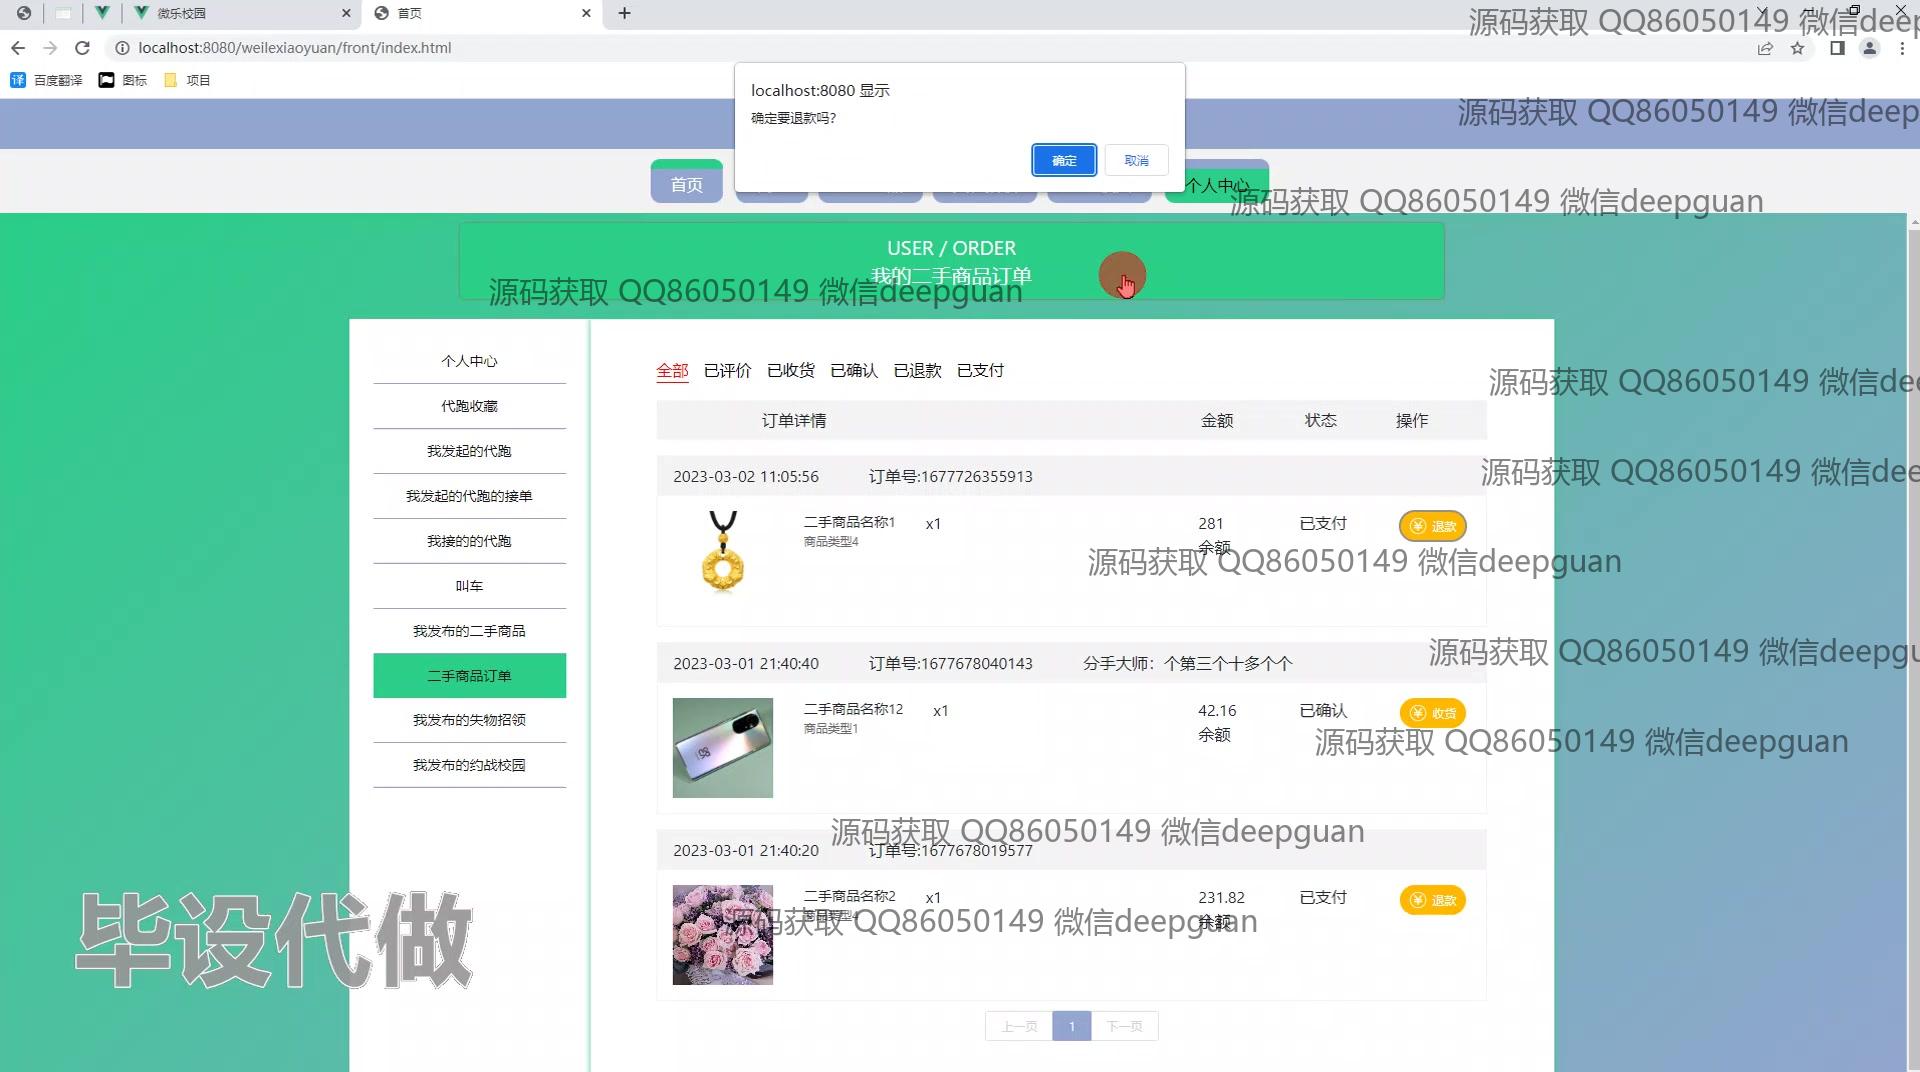 微乐校园
首页
localhost:8080/weilexiaoyuan/front/index.html
百度翻译
图标
项目
localhost:8080 显示
确定要退款吗?
确定
取消
首页
个人中心
USER / ORDER
我的二手商品订单
个人中心
代跑收藏
我发起的代跑
我发起的代跑的接单
我接的的代跑
叫车
我发布的二手商品
二手商品订单
我发布的失物招领
我发布的约战校园
全部 已评价 已收货 已确认 已退款 已支付
订单详情 金额 状态 操作
2023-03-02 11:05:56 订单号:1677726355913
二手商品名称1 x1 281 已支付 退款
商品类型4 余额
2023-03-01 21:40:40 订单号:1677678040143 分手大师：个第三个十多个个
二手商品名称12 x1 42.16 已确认 收货
商品类型1 余额
2023-03-01 21:40:20 订单号:1677678019577
二手商品名称2 x1 231.82 已支付 退款
商品类型4 余额
上一页 1 下一页
毕设代做
源码获取 QQ86050149 微信deep
源码获取 QQ86050149 微信deep
源码获取 QQ86050149 微信deepguan
源码获取 QQ86050149 微信deepguan
源码获取 QQ86050149 微信dee
源码获取 QQ86050149 微信dee
源码获取 QQ86050149 微信deepguan
源码获取 QQ86050149 微信deepgu
源码获取 QQ86050149 微信deepguan
源码获取 QQ86050149 微信deepguan
源码获取 QQ86050149 微信deepguan